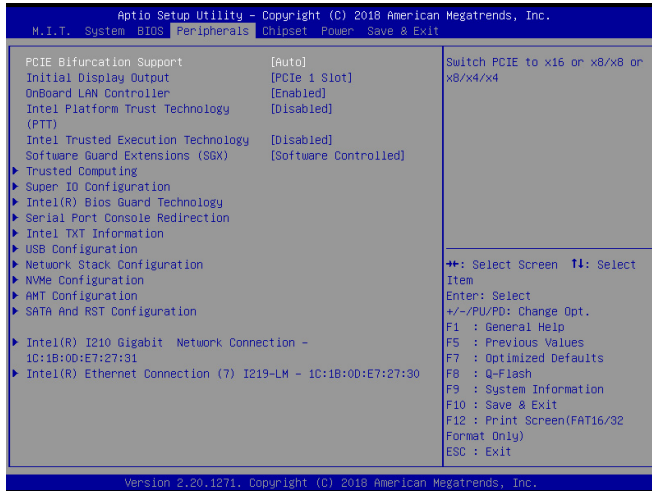 Aptio Setup Utility – Copyright (C) 2018 American Megatrends, Inc.
M.I.T. System BIOS Peripherals Chipset Power Save & Exit
PCIE Bifurcation Support [Auto]
Initial Display Output [PCIe 1 Slot]
OnBoard LAN Controller [Enabled]
Intel Platform Trust Technology [Disabled]
(PTT)
Intel Trusted Execution Technology [Disabled]
Software Guard Extensions (SGX) [Software Controlled]
Trusted Computing
Super IO Configuration
Intel(R) Bios Guard Technology
Serial Port Console Redirection
Intel TXT Information
USB Configuration
Network Stack Configuration
NVMe Configuration
AMT Configuration
SATA And RST Configuration
Intel(R) I210 Gigabit  Network Connection –
1C:1B:0D:E7:27:31
Intel(R) Ethernet Connection (7) I219-LM – 1C:1B:0D:E7:27:30
Switch PCIE to x16 or x8/x8 or
x8/x4/x4
→←: Select Screen ↑↓: Select
Item
Enter: Select
+/-/PU/PD: Change Opt.
F1 : General Help
F5 : Previous Values
F7 : Optimized Defaults
F8 : Q-Flash
F9 : System Information
F10 : Save & Exit
F12 : Print Screen(FAT16/32
Format Only)
ESC : Exit
Version 2.20.1271. Copyright (C) 2018 American Megatrends, Inc.